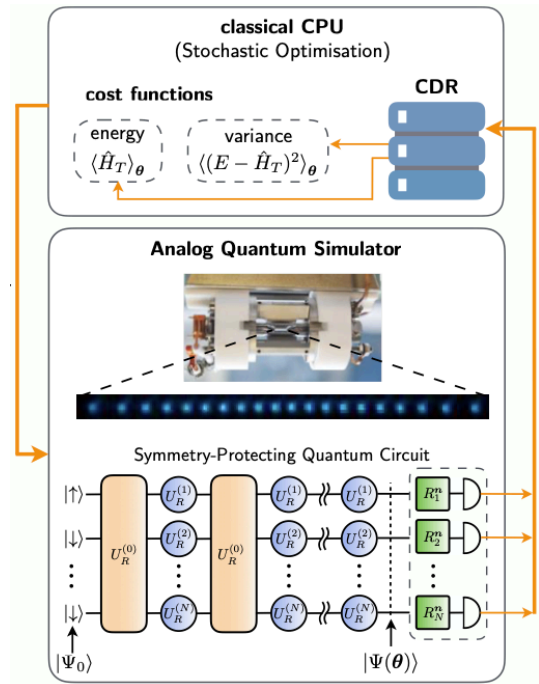 classical CPU
(Stochastic Optimisation)
cost functions
CDR
energy
⟨Ĥ_T⟩_θ
variance
⟨(E − Ĥ_T)²⟩_θ
Analog Quantum Simulator
Symmetry-Protecting Quantum Circuit
|↑⟩ U_R^(1) U_R^(1) U_R^(1) R_1^n
|↓⟩ U_R^(0) U_R^(2) U_R^(0) U_R^(2) U_R^(2) R_2^n
|↓⟩ U_R^(N) U_R^(N) U_R^(N) R_N^n
|Ψ_0⟩ |Ψ(θ)⟩